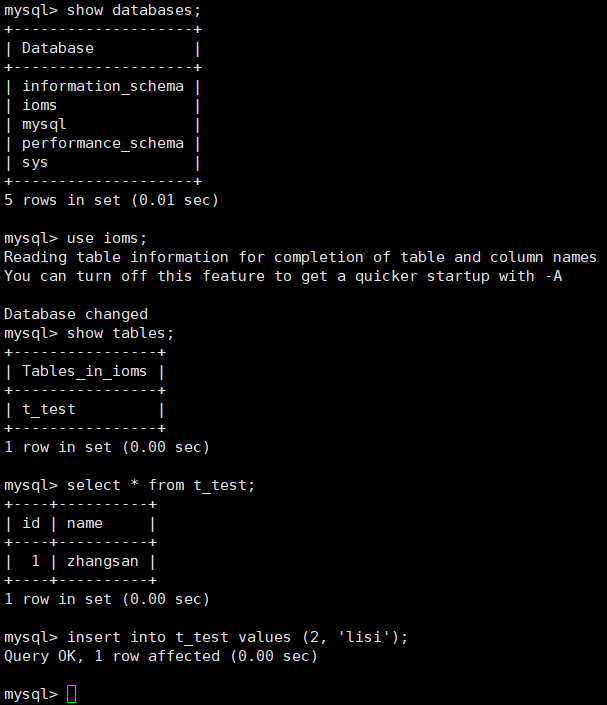 mysql> show databases;
+--------------------+
| Database           |
+--------------------+
| information_schema |
| ioms               |
| mysql              |
| performance_schema |
| sys                |
+--------------------+
5 rows in set (0.01 sec)

mysql> use ioms;
Reading table information for completion of table and column names
You can turn off this feature to get a quicker startup with -A

Database changed
mysql> show tables;
+----------------+
| Tables_in_ioms |
+----------------+
| t_test         |
+----------------+
1 row in set (0.00 sec)

mysql> select * from t_test;
+----+----------+
| id | name     |
+----+----------+
|  1 | zhangsan |
+----+----------+
1 row in set (0.00 sec)

mysql> insert into t_test values (2, 'lisi');
Query OK, 1 row affected (0.00 sec)

mysql>